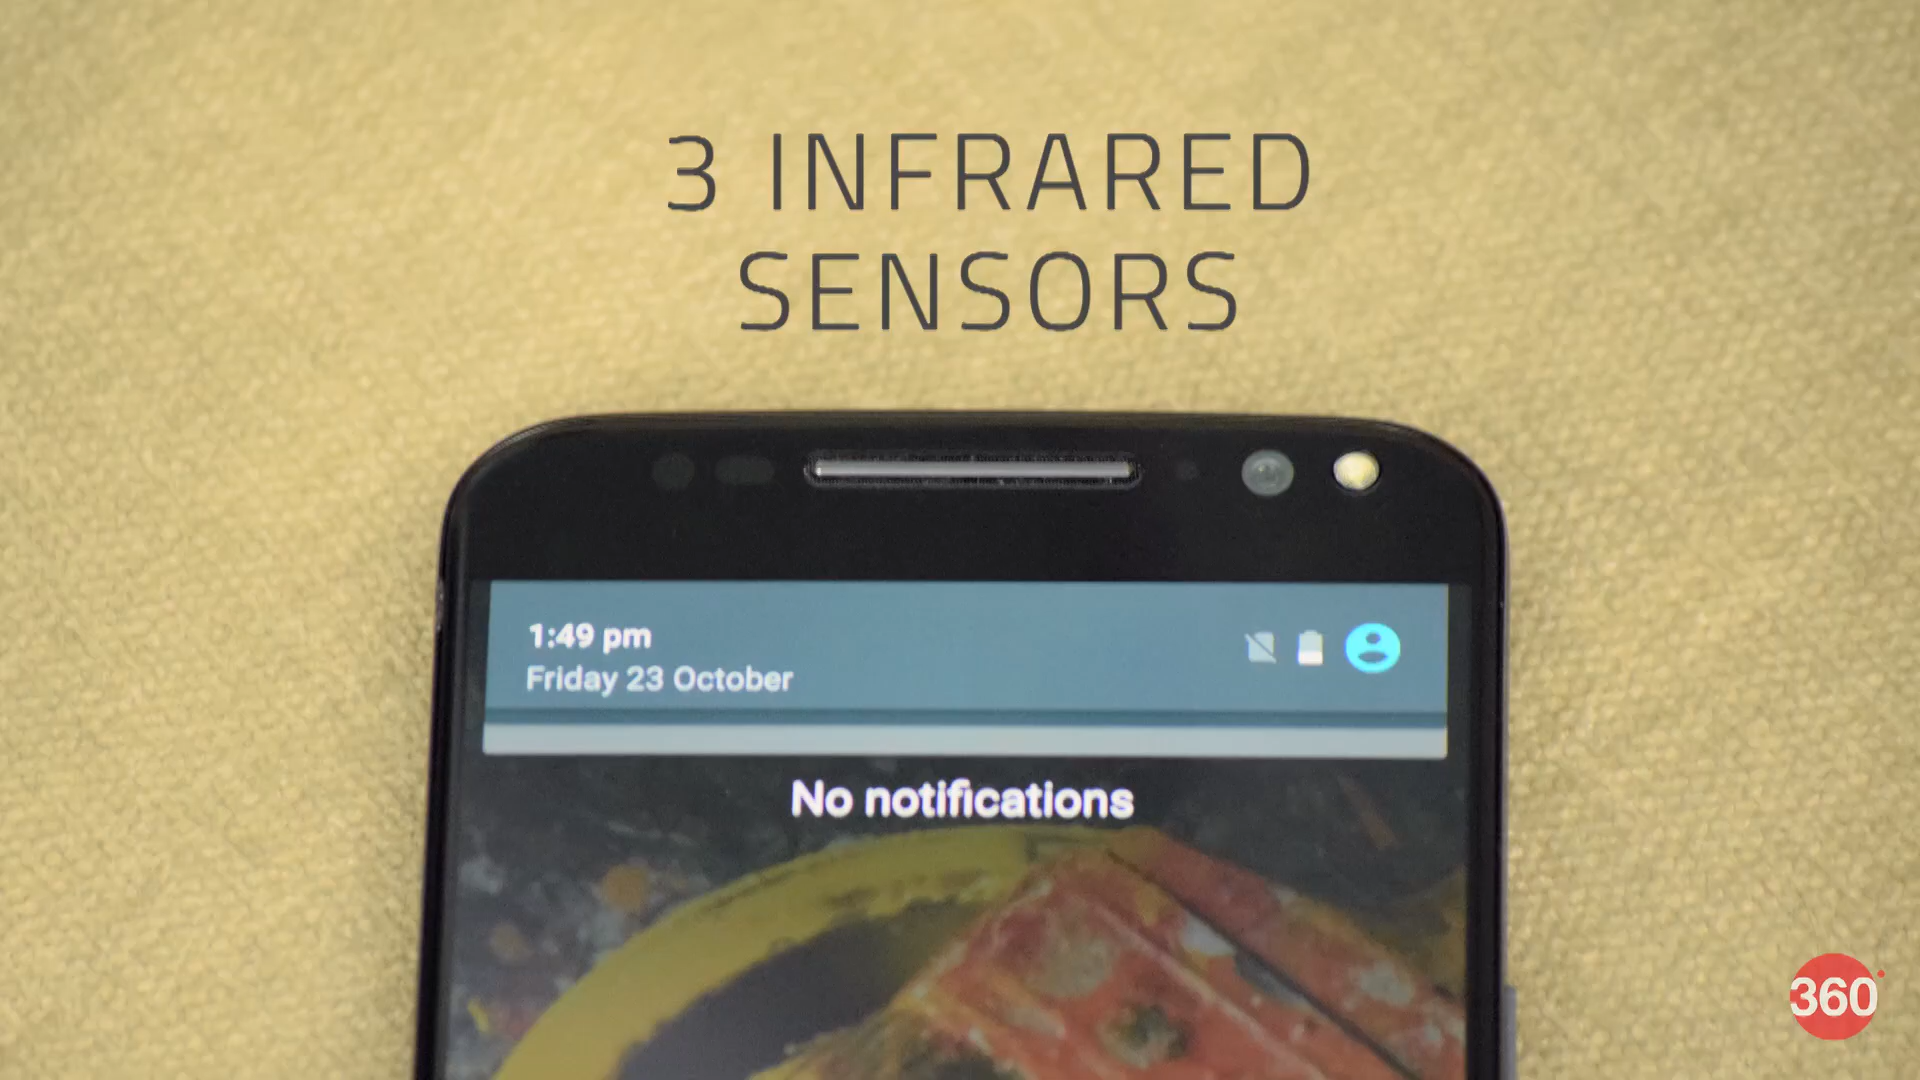 3 INFRARED
SENSORS
1:49 pm
Friday 23 October
No notifications
360